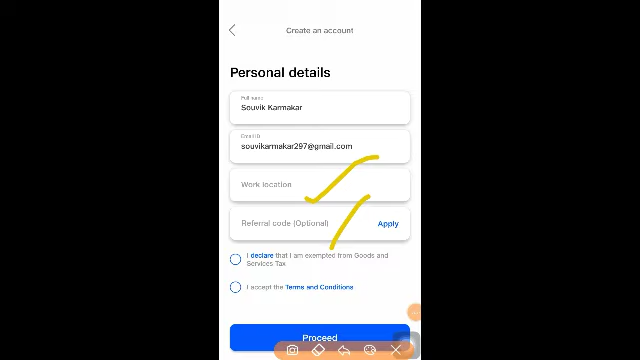 Create an account
Personal details
Full name
Souvik Karmakar
Email ID
souvikarmakar297@gmail.com
Work location
Referral code (Optional)
Apply
I declare that I am exempted from Goods and
Services Tax
I accept the Terms and Conditions
Proceed